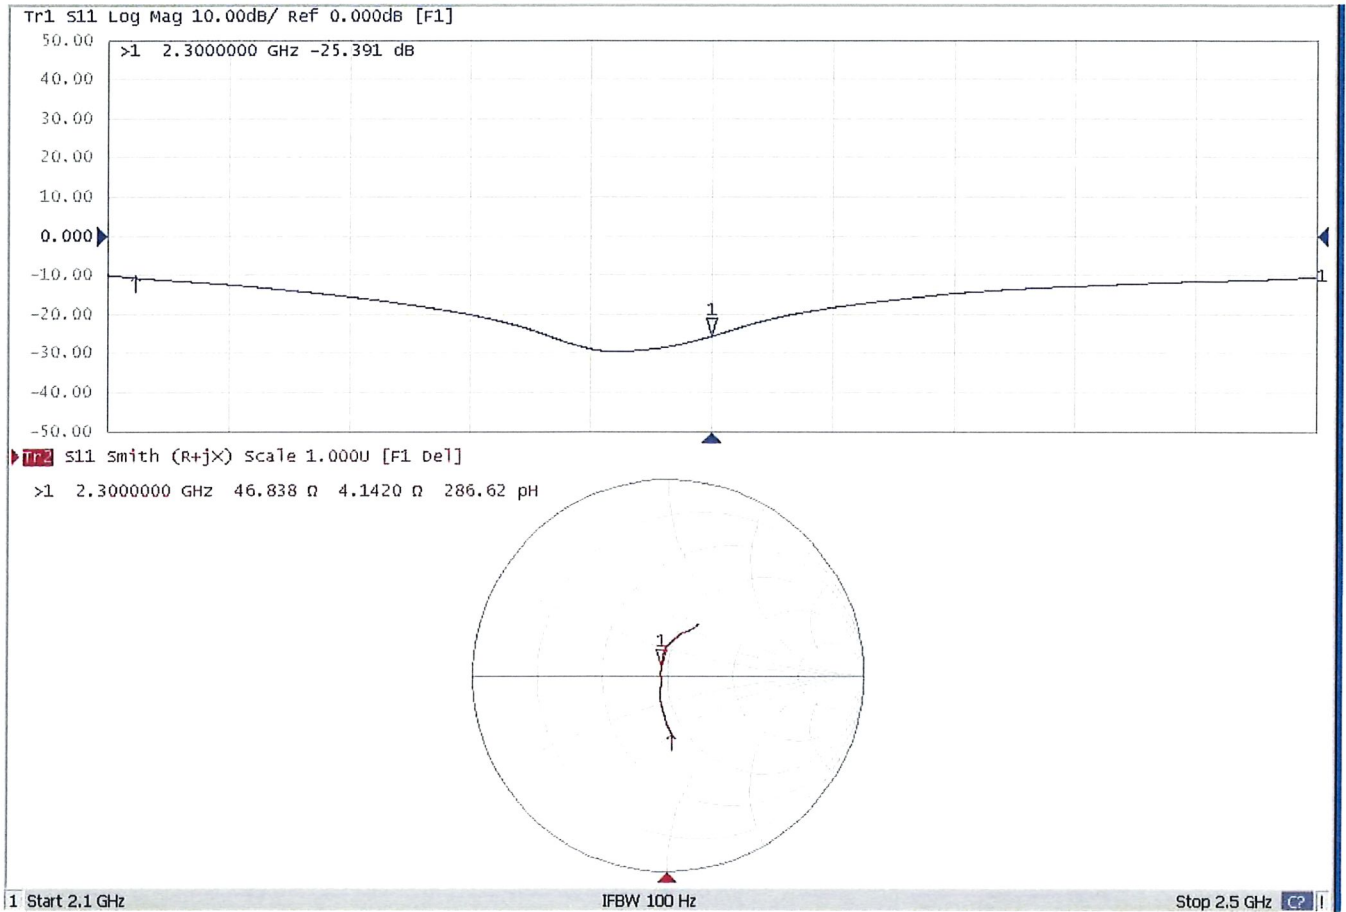 Tr1 S11 Log Mag 10.00dB/ Ref 0.000dB [F1]
50.00
>1 2.3000000 GHz -25.391 dB
40.00
30.00
20.00
10.00
0.000
-10.00
1
-20.00
1
-30.00
-40.00
-50.00
Tr2 S11 Smith (R+jX) Scale 1.000U [F1 Del]
>1 2.3000000 GHz 46.838 Ω 4.1420 Ω 286.62 pH
1
1 Start 2.1 GHz IFBW 100 Hz Stop 2.5 GHz C? !